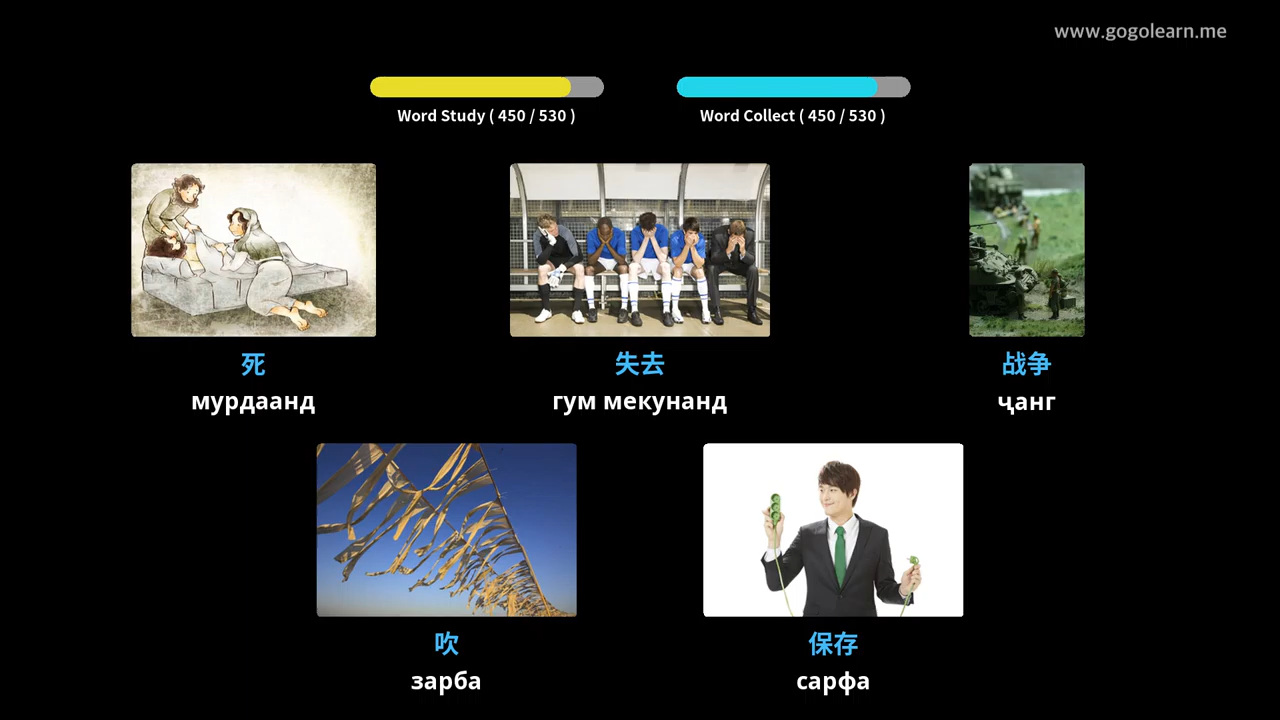 www.gogolearn.me
Word Study ( 450 / 530 )
Word Collect ( 450 / 530 )
死
мурдаанд
失去
гум мекунанд
战争
ҷанг
吹
зарба
保存
сарфа